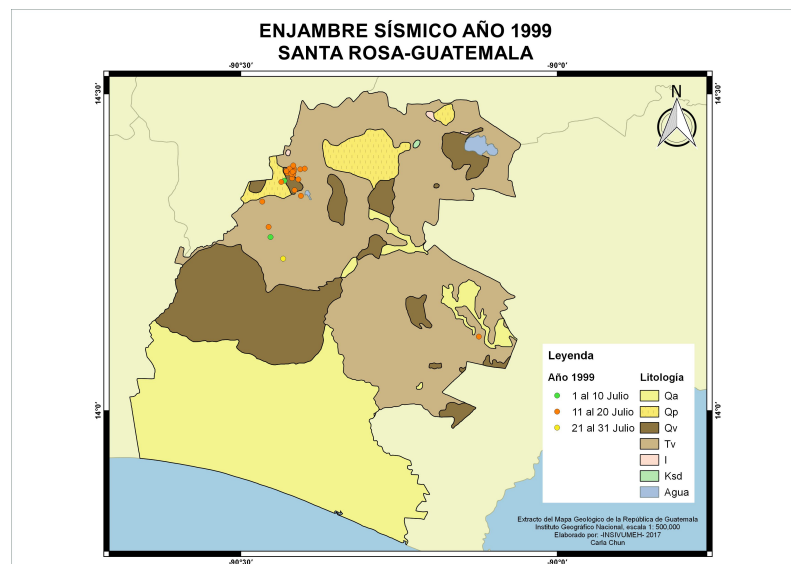 ENJAMBRE SÍSMICO AÑO 1999
SANTA ROSA-GUATEMALA
-90°30' -90°0'
14°30' 14°30'
N
14°0' 14°0'
Leyenda
Año 1999 Litología
1 al 10 Julio Qa
11 al 20 Julio Qp
21 al 31 Julio Qv
Tv
I
Ksd
Agua
Extracto del Mapa Geológico de la República de Guatemala
Instituto Geográfico Nacional, escala 1: 500,000
Elaborado por: -INSIVUMEH- 2017
Carla Chun
-90°30' -90°0'